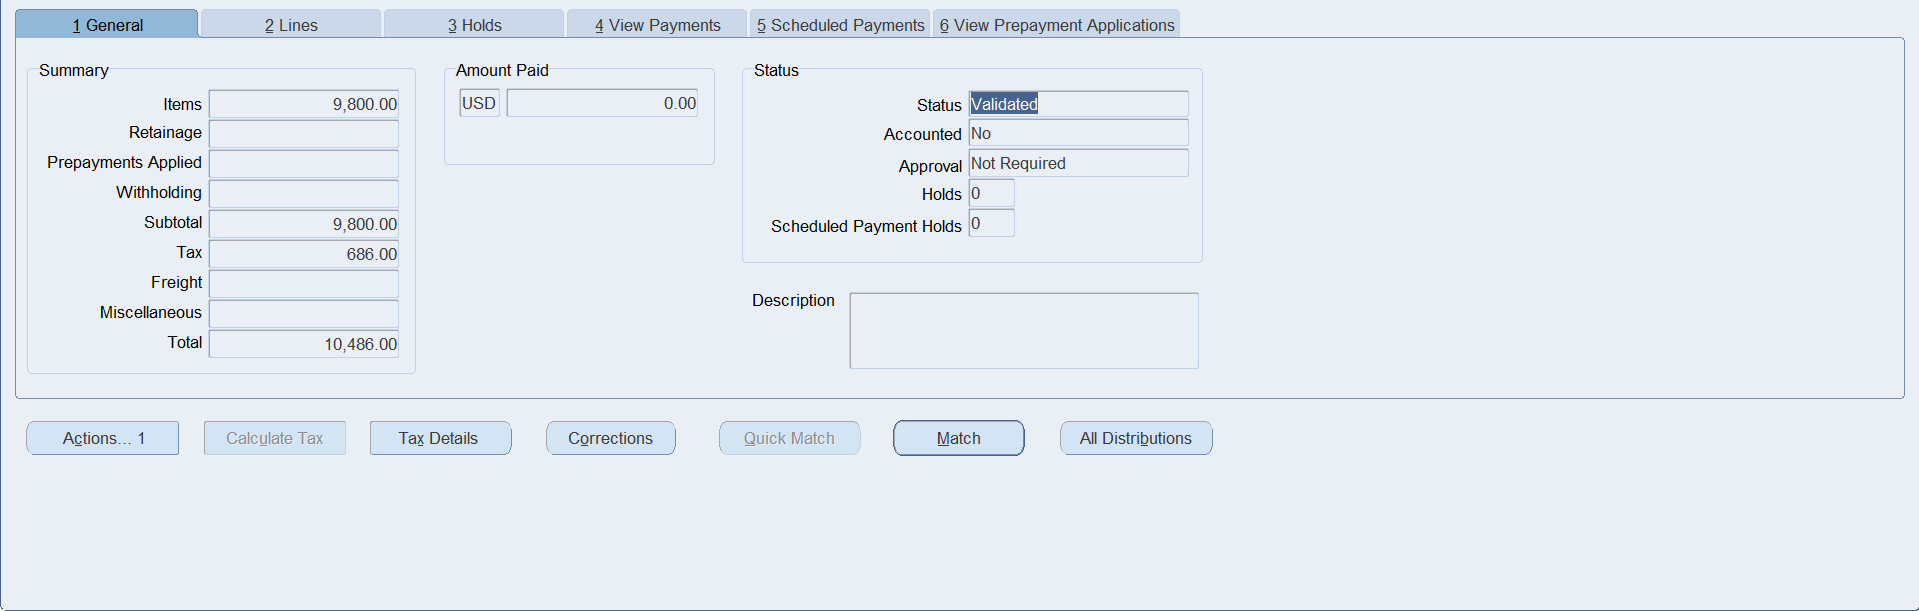 1 General 2 Lines 3 Holds 4 View Payments 5 Scheduled Payments 6 View Prepayment Applications
Summary
Items 9,800.00
Retainage
Prepayments Applied
Withholding
Subtotal 9,800.00
Tax 686.00
Freight
Miscellaneous
Total 10,486.00
Amount Paid
USD 0.00
Status
Status Validated
Accounted No
Approval Not Required
Holds 0
Scheduled Payment Holds 0
Description
Actions... 1 Calculate Tax Tax Details Corrections Quick Match Match All Distributions